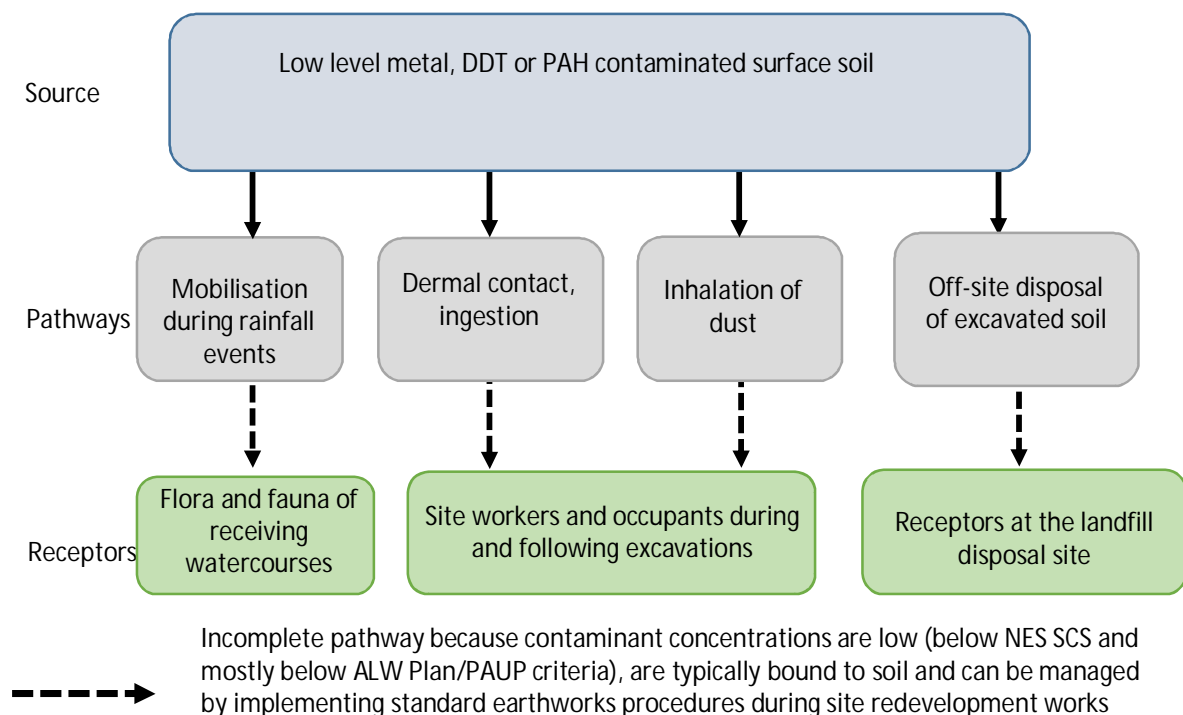 Low level metal, DDT or PAH contaminated surface soil
Source
Mobilisation
during rainfall
events
Dermal contact,
ingestion
Inhalation of
dust
Off-site disposal
of excavated soil
Pathways
Flora and fauna of
receiving
watercourses
Site workers and occupants during
and following excavations
Receptors at the landfill
disposal site
Receptors
Incomplete pathway because contaminant concentrations are low (below NES SCS and
mostly below ALW Plan/PAUP criteria), are typically bound to soil and can be managed
by implementing standard earthworks procedures during site redevelopment works